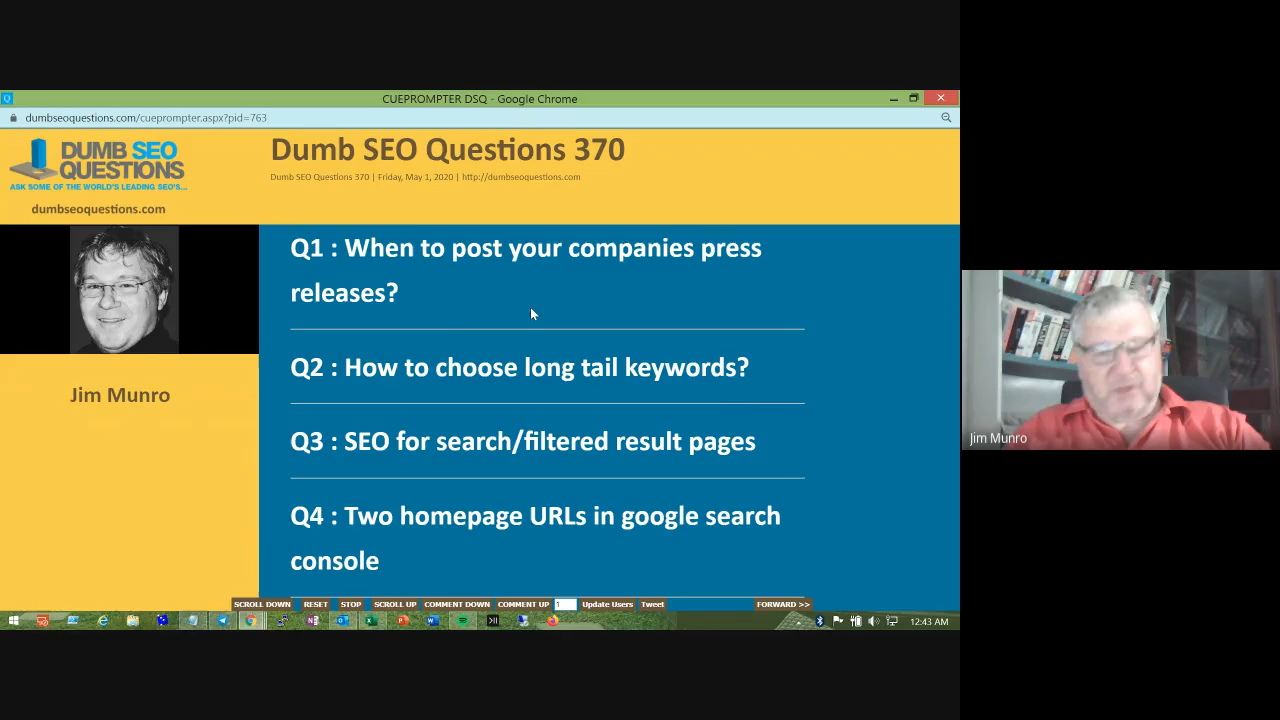 CUEPROMPTER DSQ - Google Chrome
dumbseoquestions.com/cueprompter.aspx?pid=763
DUMB SEO
QUESTIONS
ASK SOME OF THE WORLD'S LEADING SEO'S...
dumbseoquestions.com
Dumb SEO Questions 370
Dumb SEO Questions 370 | Friday, May 1, 2020 | http://dumbseoquestions.com
Jim Munro
Q1 : When to post your companies press
releases?
Q2 : How to choose long tail keywords?
Q3 : SEO for search/filtered result pages
Q4 : Two homepage URLs in google search
console
SCROLL DOWN RESET STOP SCROLL UP COMMENT DOWN COMMENT UP 1 Update Users Tweet FORWARD >>
12:43 AM
Jim Munro